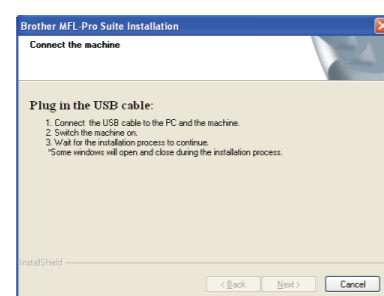 Brother MFL-Pro Suite Installation
Connect the machine
Plug in the USB cable:
1. Connect the USB cable to the PC and the machine.
2. Switch the machine on.
3. Wait for the installation process to continue.
*Some windows will open and close during the installation process.
InstallShield
< Back
Next >
Cancel